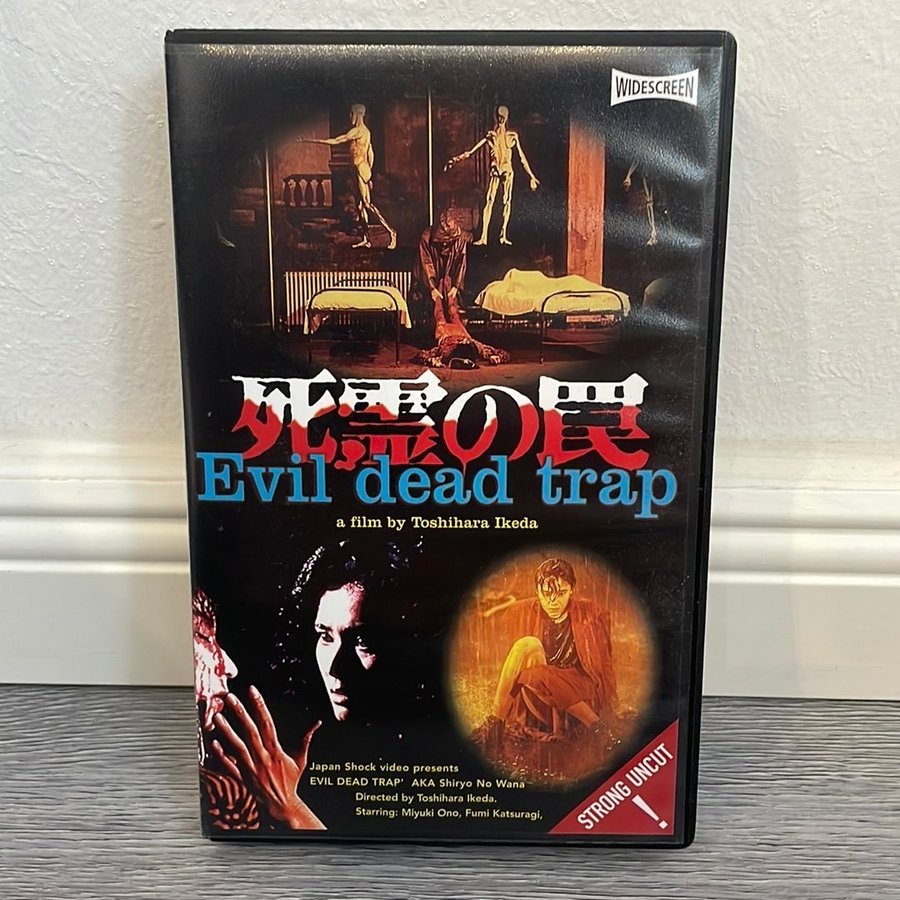 WIDESCREEN
死霊の罠
Evil dead trap
a film by Toshihara Ikeda
Japan Shock video presents
EVIL DEAD TRAP' AKA Shiryo No Wana
Directed by Toshihara Ikeda.
Starring: Miyuki Ono, Fumi Katsuragi,
STRONG UNCUT
!